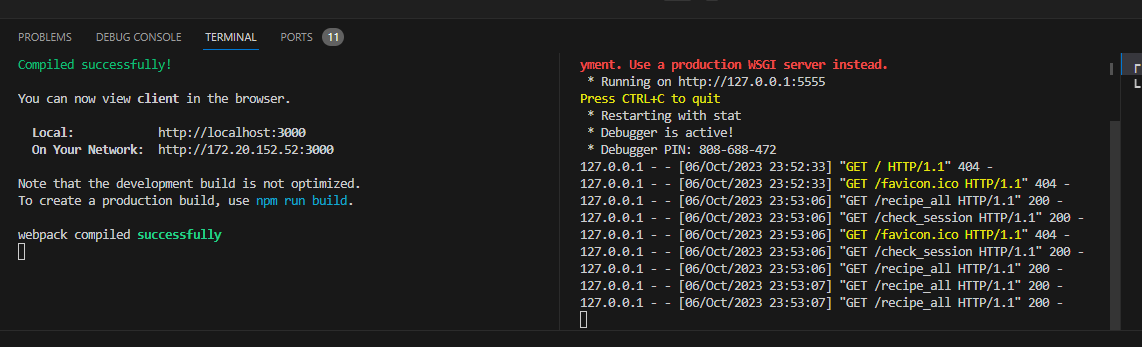 PROBLEMS DEBUG CONSOLE TERMINAL PORTS 11
Compiled successfully!
You can now view client in the browser.
Local: http://localhost:3000
On Your Network: http://172.20.152.52:3000
Note that the development build is not optimized.
To create a production build, use npm run build.
webpack compiled successfully
yment. Use a production WSGI server instead.
* Running on http://127.0.0.1:5555
Press CTRL+C to quit
* Restarting with stat
* Debugger is active!
* Debugger PIN: 808-688-472
127.0.0.1 - - [06/Oct/2023 23:52:33] "GET / HTTP/1.1" 404 -
127.0.0.1 - - [06/Oct/2023 23:52:33] "GET /favicon.ico HTTP/1.1" 404 -
127.0.0.1 - - [06/Oct/2023 23:53:06] "GET /recipe_all HTTP/1.1" 200 -
127.0.0.1 - - [06/Oct/2023 23:53:06] "GET /check_session HTTP/1.1" 200 -
127.0.0.1 - - [06/Oct/2023 23:53:06] "GET /favicon.ico HTTP/1.1" 404 -
127.0.0.1 - - [06/Oct/2023 23:53:06] "GET /check_session HTTP/1.1" 200 -
127.0.0.1 - - [06/Oct/2023 23:53:06] "GET /recipe_all HTTP/1.1" 200 -
127.0.0.1 - - [06/Oct/2023 23:53:07] "GET /recipe_all HTTP/1.1" 200 -
127.0.0.1 - - [06/Oct/2023 23:53:07] "GET /recipe_all HTTP/1.1" 200 -